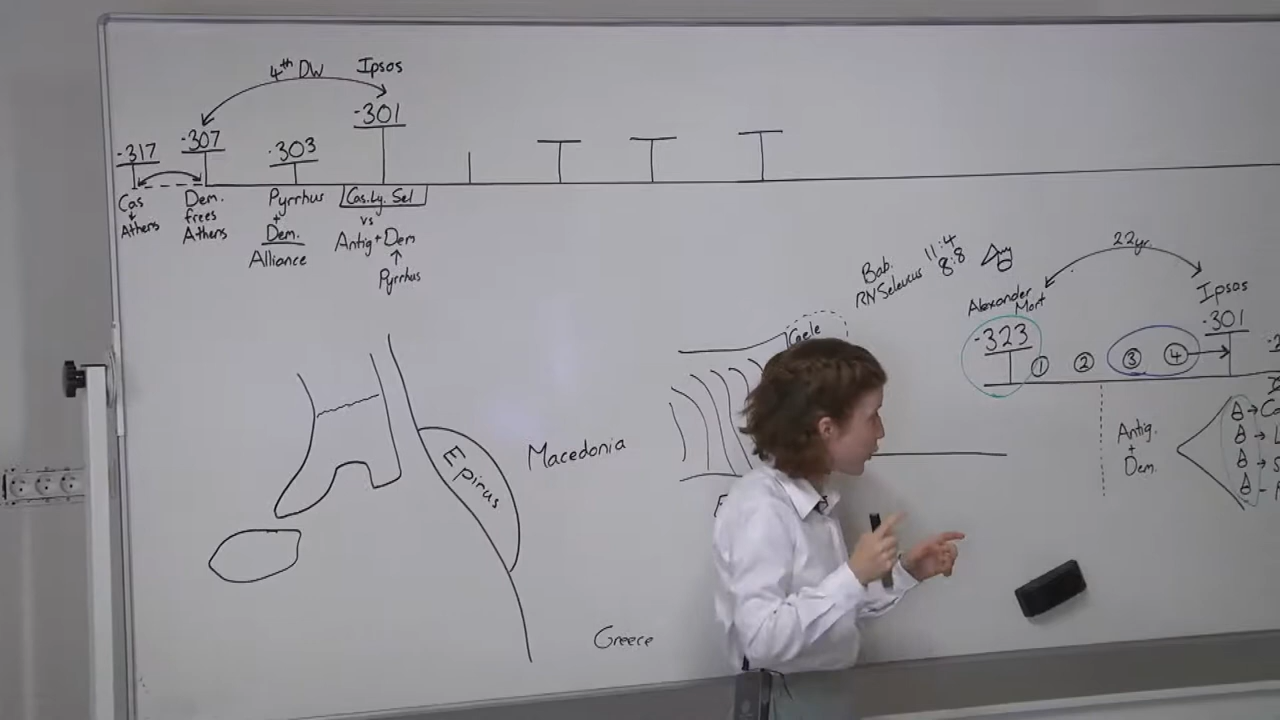 4th DW
Ipsos
-317
-307
-303
-301
Cas
Athens
Dem.
frees
Athens
Pyrrhus
+
Dem.
Alliance
Cas. Ly. Sel
vs
Antig + Dem
↑
Pyrrhus
Epirus
Macedonia
Greece
Coele
Bab.
RN Seleucus
11:4
8:8
Alexander
Mort
-323
22yr.
Ipsos
-301
① ② ③ ④ →
Antig.
+
Dem.